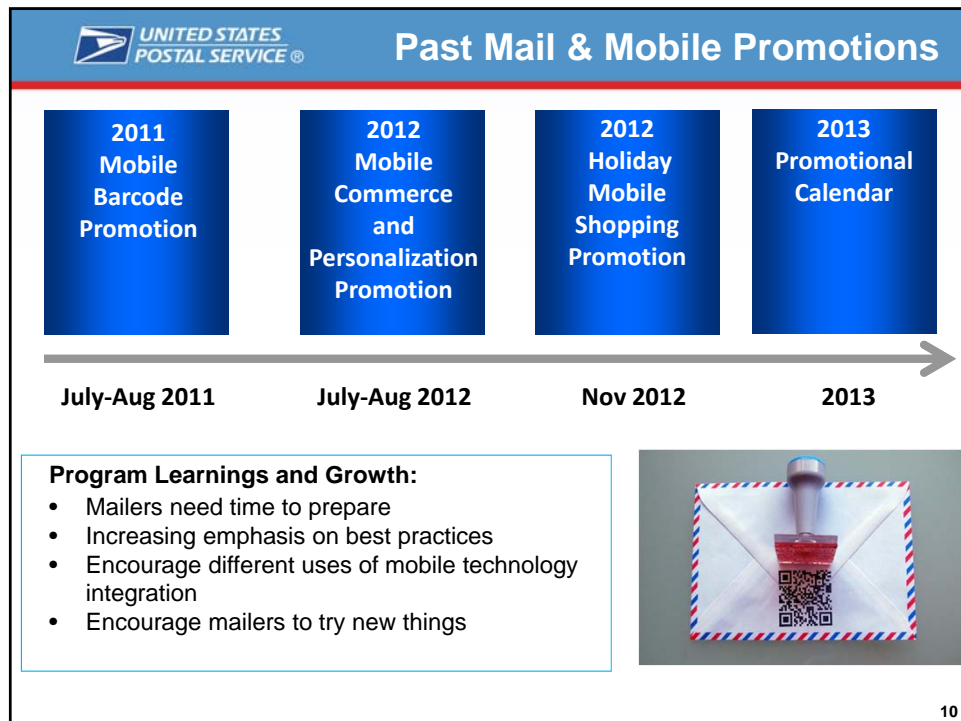 UNITED STATES
POSTAL SERVICE ®
Past Mail & Mobile Promotions
2011
Mobile
Barcode
Promotion
2012
Mobile
Commerce
and
Personalization
Promotion
2012
Holiday
Mobile
Shopping
Promotion
2013
Promotional
Calendar
July-Aug 2011
July-Aug 2012
Nov 2012
2013
Program Learnings and Growth:
• Mailers need time to prepare
• Increasing emphasis on best practices
• Encourage different uses of mobile technology
integration
• Encourage mailers to try new things
10